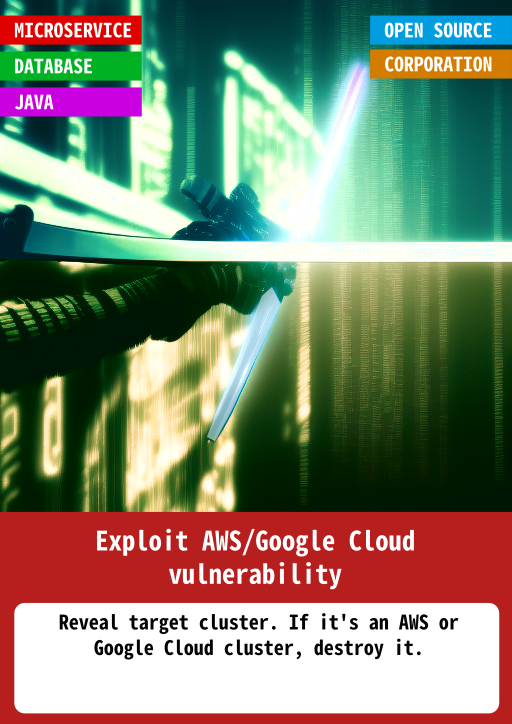 MICROSERVICE
DATABASE
JAVA
OPEN SOURCE
CORPORATION
Exploit AWS/Google Cloud
vulnerability
Reveal target cluster. If it's an AWS or
Google Cloud cluster, destroy it.